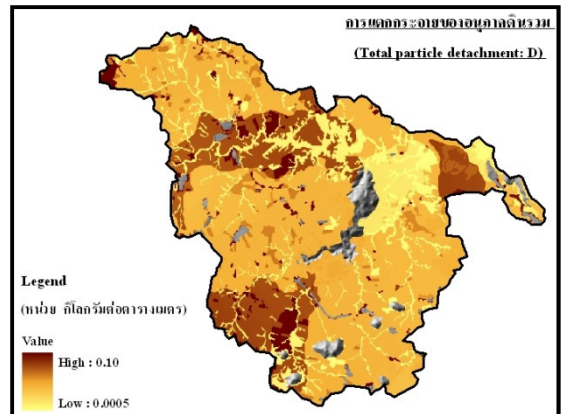 การแตกกระจายของอนุภาคดินรวม
(Total particle detachment: D)
Legend
(หน่วย กิโลกรัมต่อตารางเมตร)
Value
High : 0.10
Low : 0.0005